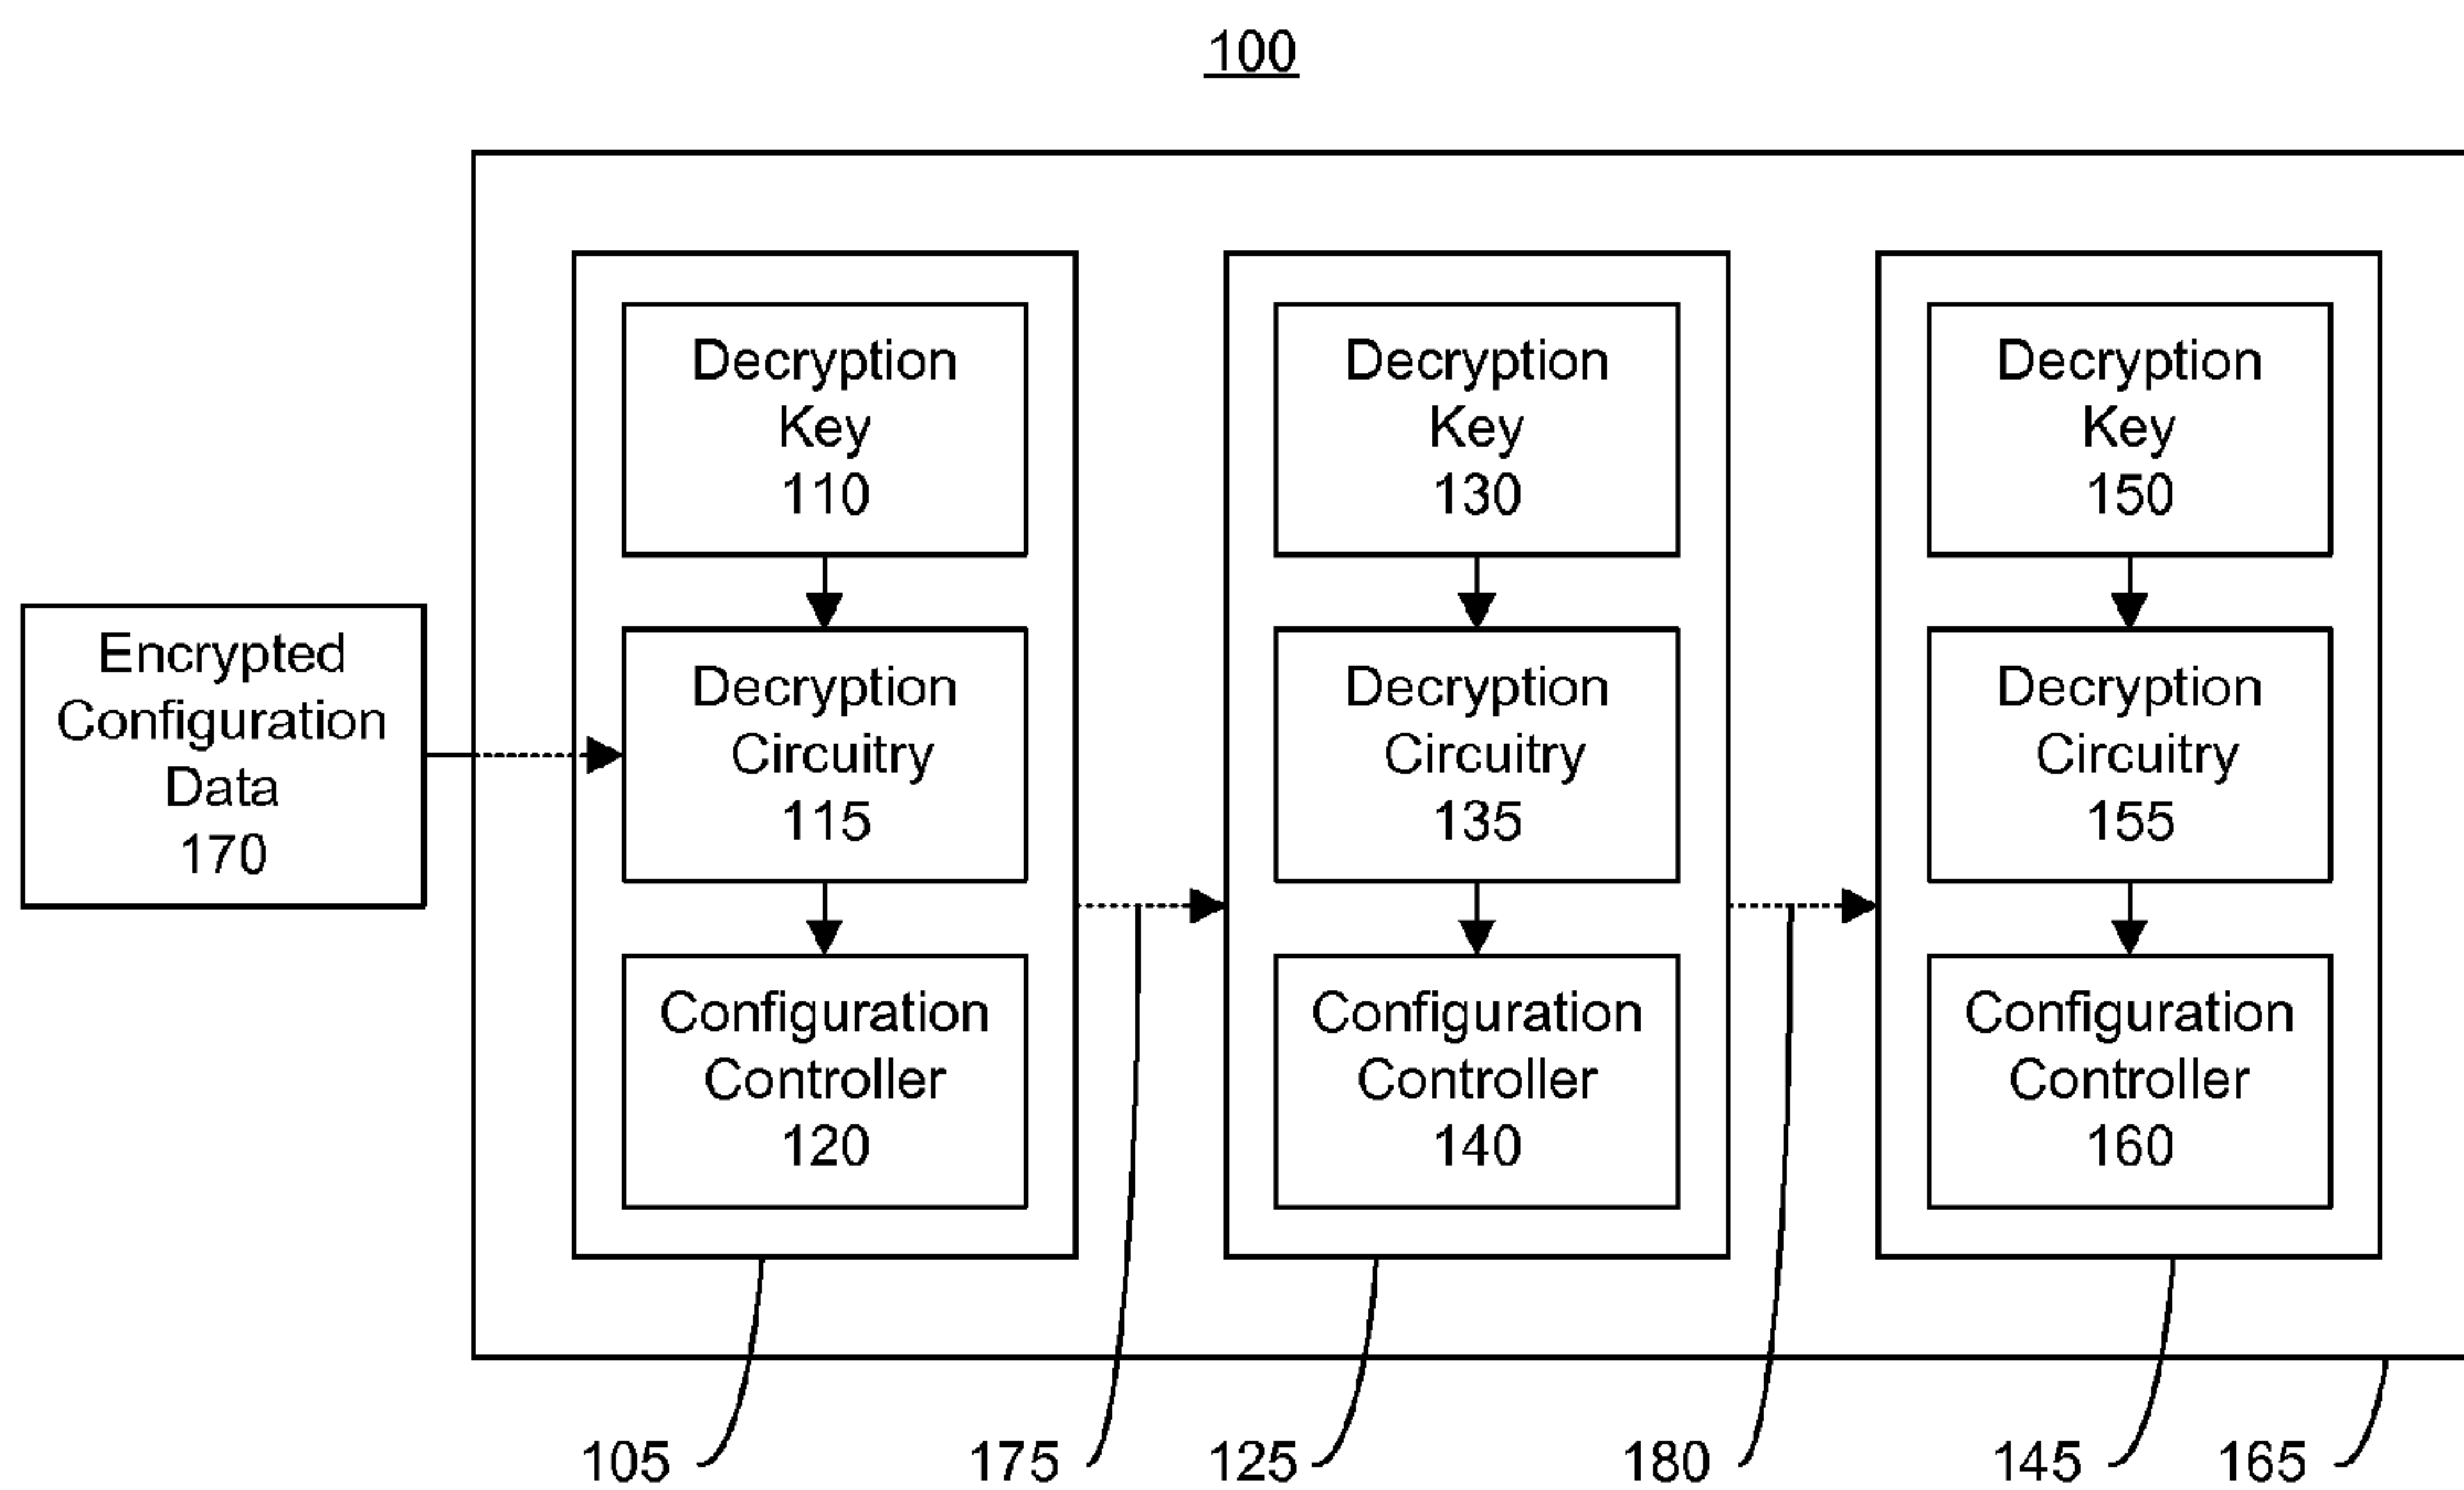 100
Decryption
Key
110
Decryption
Key
130
Decryption
Key
150
Encrypted
Configuration
Data
170
Decryption
Circuitry
115
Decryption
Circuitry
135
Decryption
Circuitry
155
Configuration
Controller
120
Configuration
Controller
140
Configuration
Controller
160
105
175
125
180
145
165